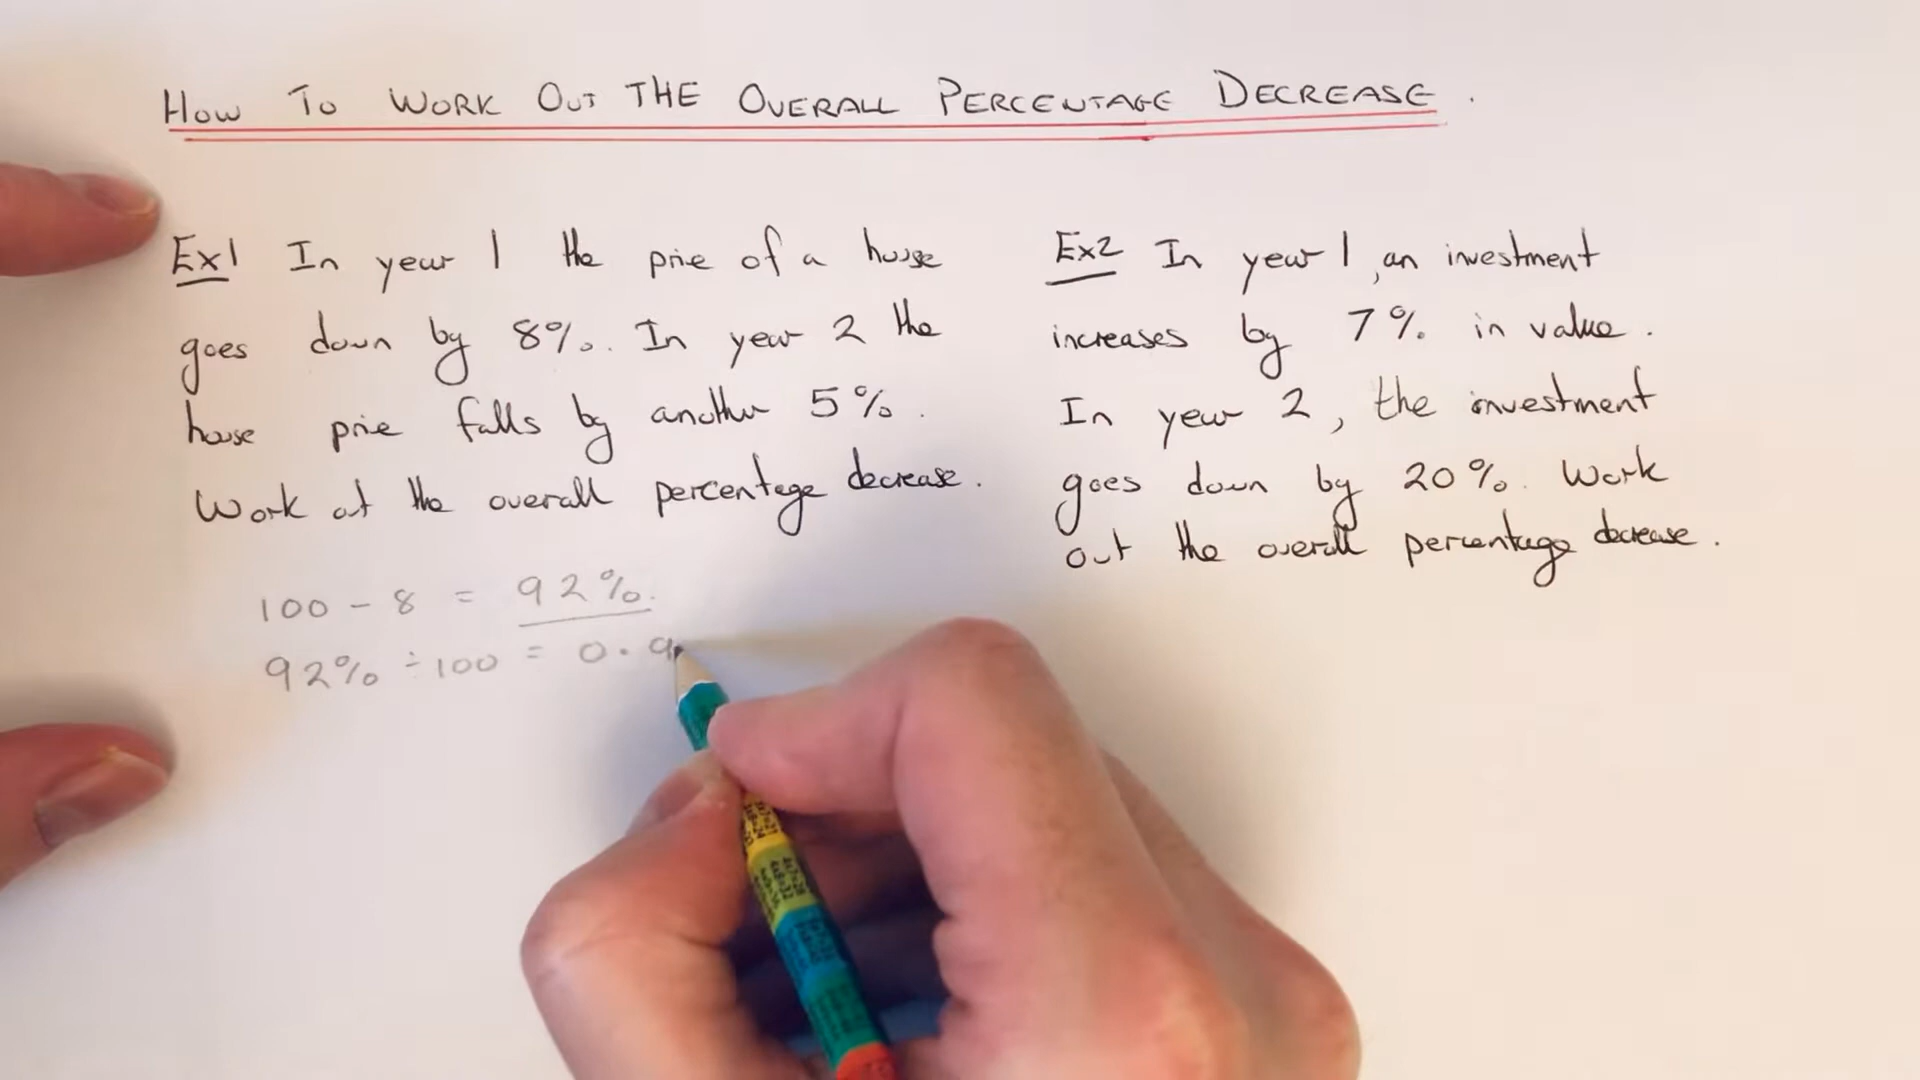 HOW TO WORK OUT THE OVERALL PERCENTAGE DECREASE.
Ex1 In year 1 the price of a house
goes down by 8%. In year 2 the
house price falls by another 5%.
Work out the overall percentage decrease.
100 - 8 = 92%.
92% ÷ 100 = 0.9
Ex2 In year 1, an investment
increases by 7% in value.
In year 2, the investment
goes down by 20%. Work
out the overall percentage decrease.